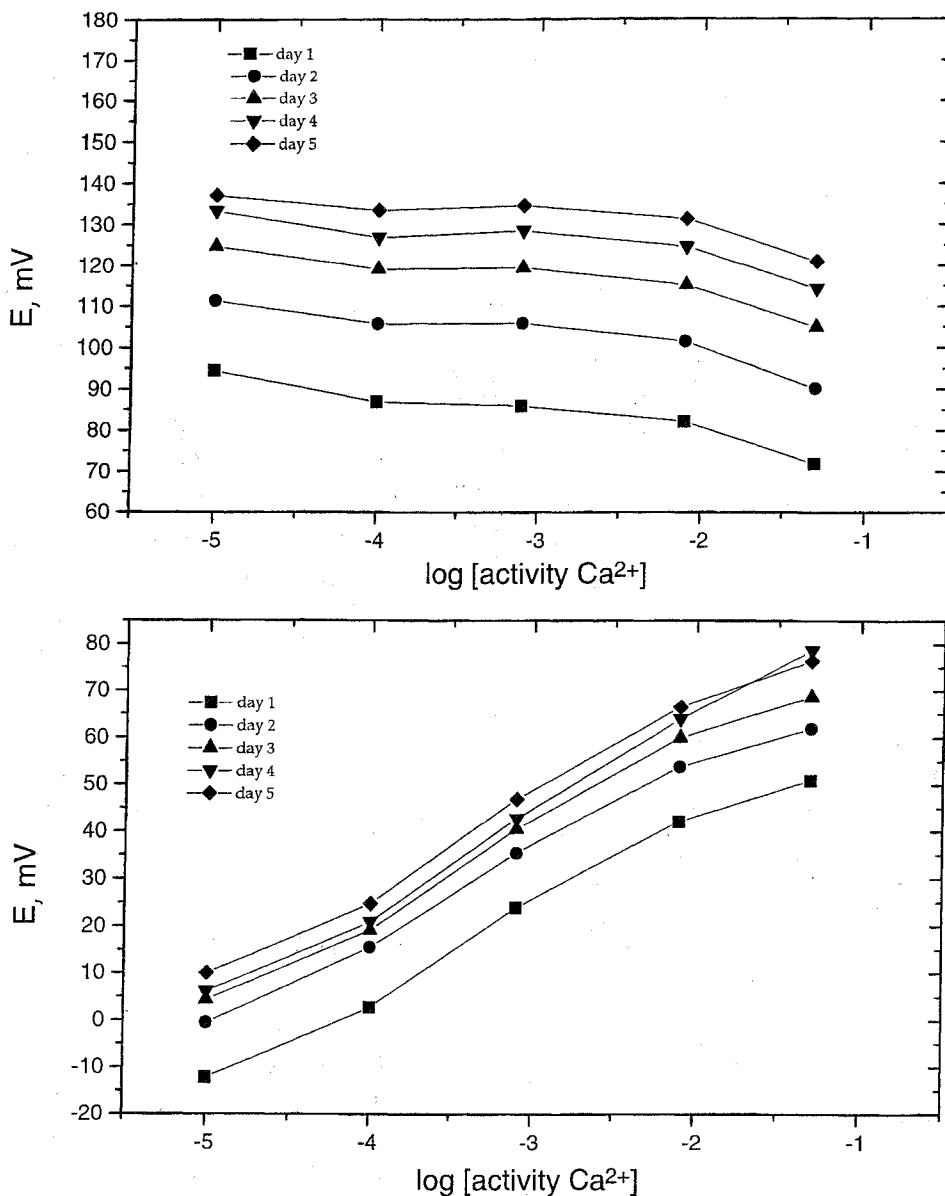 180
170
160
150
140
130
120
110
100
90
80
70
60
E, mV
day 1
day 2
day 3
day 4
day 5
-5 -4 -3 -2 -1
log [activity Ca²⁺]
80
70
60
50
40
30
20
10
0
-10
-20
E, mV
day 1
day 2
day 3
day 4
day 5
-5 -4 -3 -2 -1
log [activity Ca²⁺]